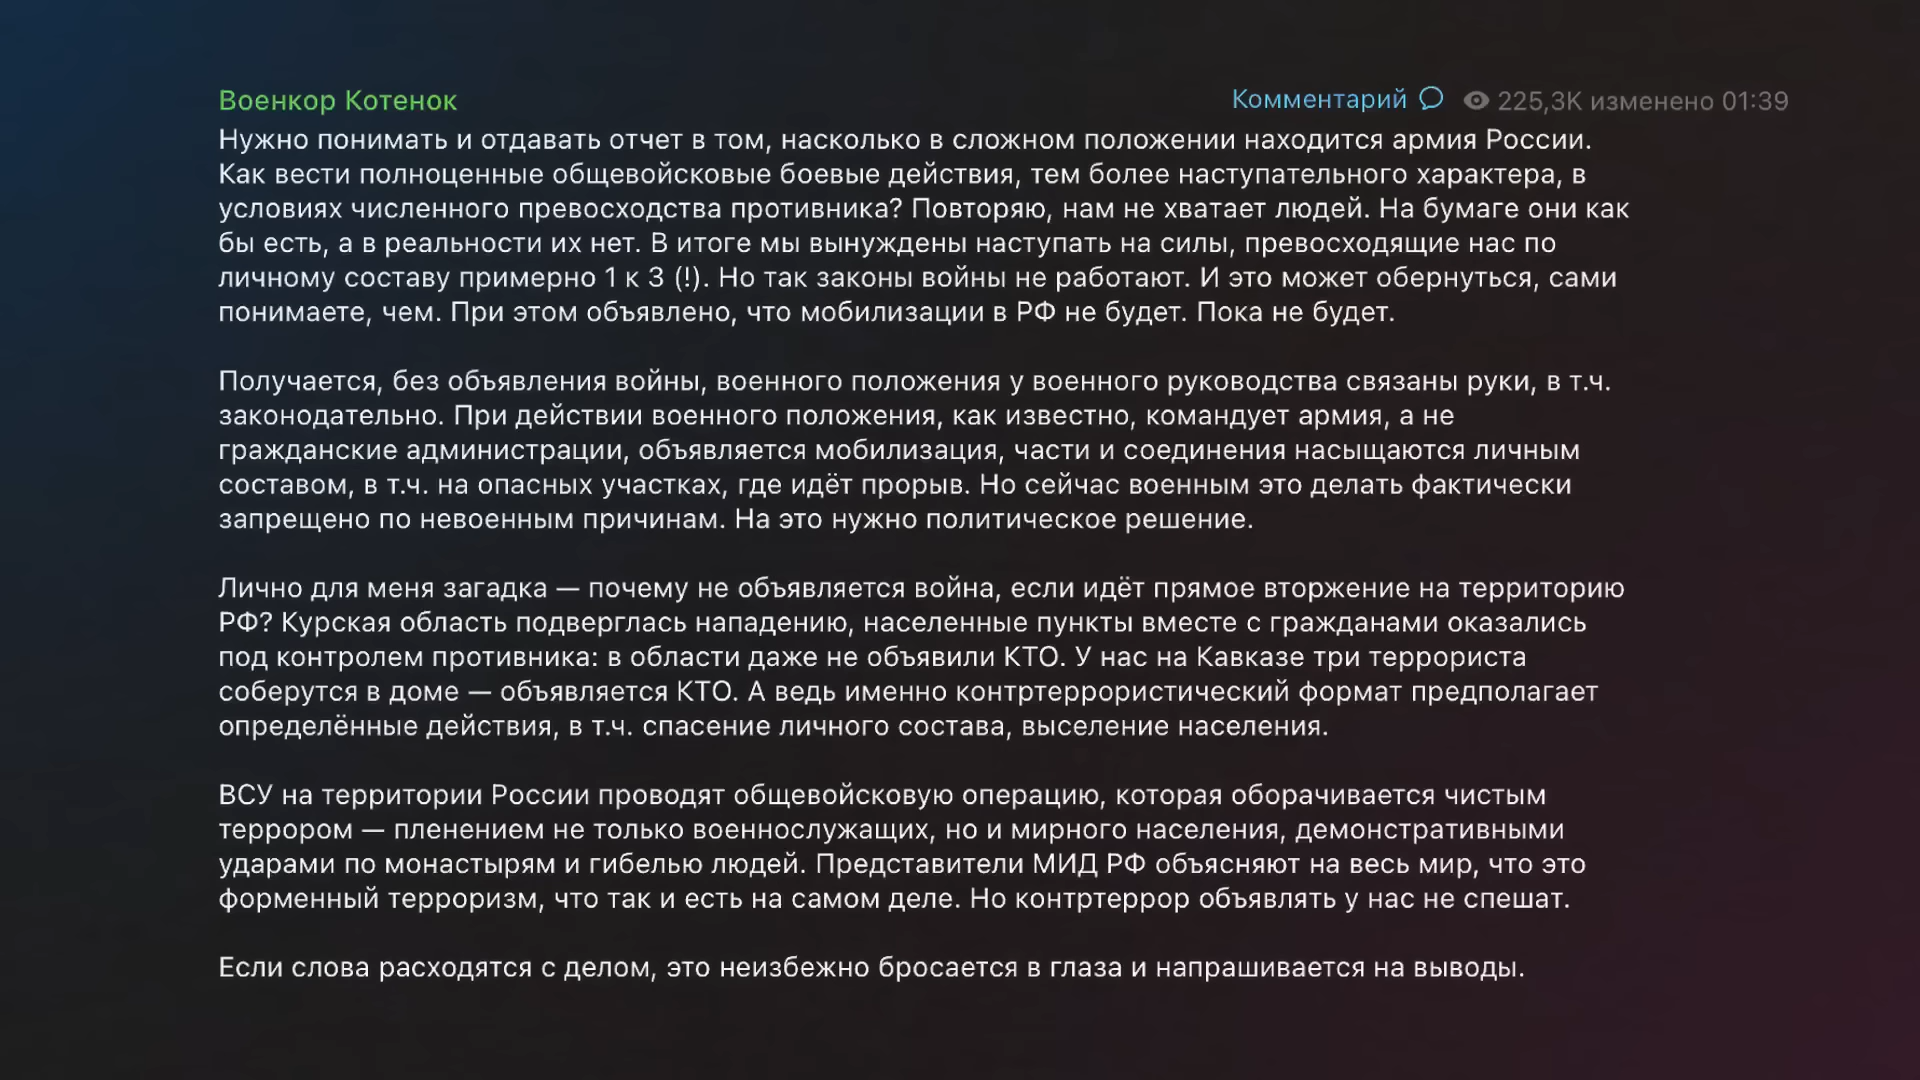 Военкор Котенок
Комментарий 225,3K изменено 01:39
Нужно понимать и отдавать отчет в том, насколько в сложном положении находится армия России.
Как вести полноценные общевойсковые боевые действия, тем более наступательного характера, в
условиях численного превосходства противника? Повторяю, нам не хватает людей. На бумаге они как
бы есть, а в реальности их нет. В итоге мы вынуждены наступать на силы, превосходящие нас по
личному составу примерно 1 к 3 (!). Но так законы войны не работают. И это может обернуться, сами
понимаете, чем. При этом объявлено, что мобилизации в РФ не будет. Пока не будет.
Получается, без объявления войны, военного положения у военного руководства связаны руки, в т.ч.
законодательно. При действии военного положения, как известно, командует армия, а не
гражданские администрации, объявляется мобилизация, части и соединения насыщаются личным
составом, в т.ч. на опасных участках, где идёт прорыв. Но сейчас военным это делать фактически
запрещено по невоенным причинам. На это нужно политическое решение.
Лично для меня загадка — почему не объявляется война, если идёт прямое вторжение на территорию
РФ? Курская область подверглась нападению, населенные пункты вместе с гражданами оказались
под контролем противника: в области даже не объявили КТО. У нас на Кавказе три террориста
соберутся в доме — объявляется КТО. А ведь именно контртеррористический формат предполагает
определённые действия, в т.ч. спасение личного состава, выселение населения.
ВСУ на территории России проводят общевойсковую операцию, которая оборачивается чистым
террором — пленением не только военнослужащих, но и мирного населения, демонстративными
ударами по монастырям и гибелью людей. Представители МИД РФ объясняют на весь мир, что это
форменный терроризм, что так и есть на самом деле. Но контртеррор объявлять у нас не спешат.
Если слова расходятся с делом, это неизбежно бросается в глаза и напрашивается на выводы.